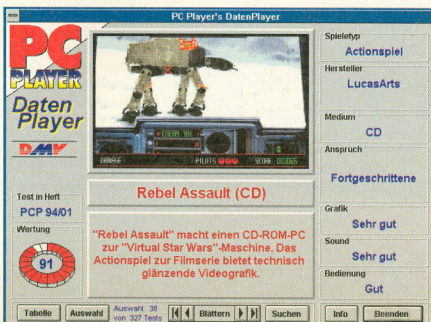 PC Player's DatenPlayer
PC
PLAYER
Daten
Player
DMV
Test in Heft
PCP 94/01
Wertung
91
DAMAGE:
PILOTS
SCORE
Rebel Assault (CD)
"Rebel Assault" macht einen CD-ROM-PC
zur "Virtual Star Wars"-Maschine. Das
Actionspiel zur Filmserie bietet technisch
glänzende Videografik.
Spieletyp
Actionspiel
Hersteller
LucasArts
Medium
CD
Anspruch
Fortgeschrittene
Grafik
Sehr gut
Sound
Sehr gut
Bedienung
Gut
Tabelle
Auswahl
Auswahl: 38
von 327 Tests
Blättern
Suchen
Info
Beenden